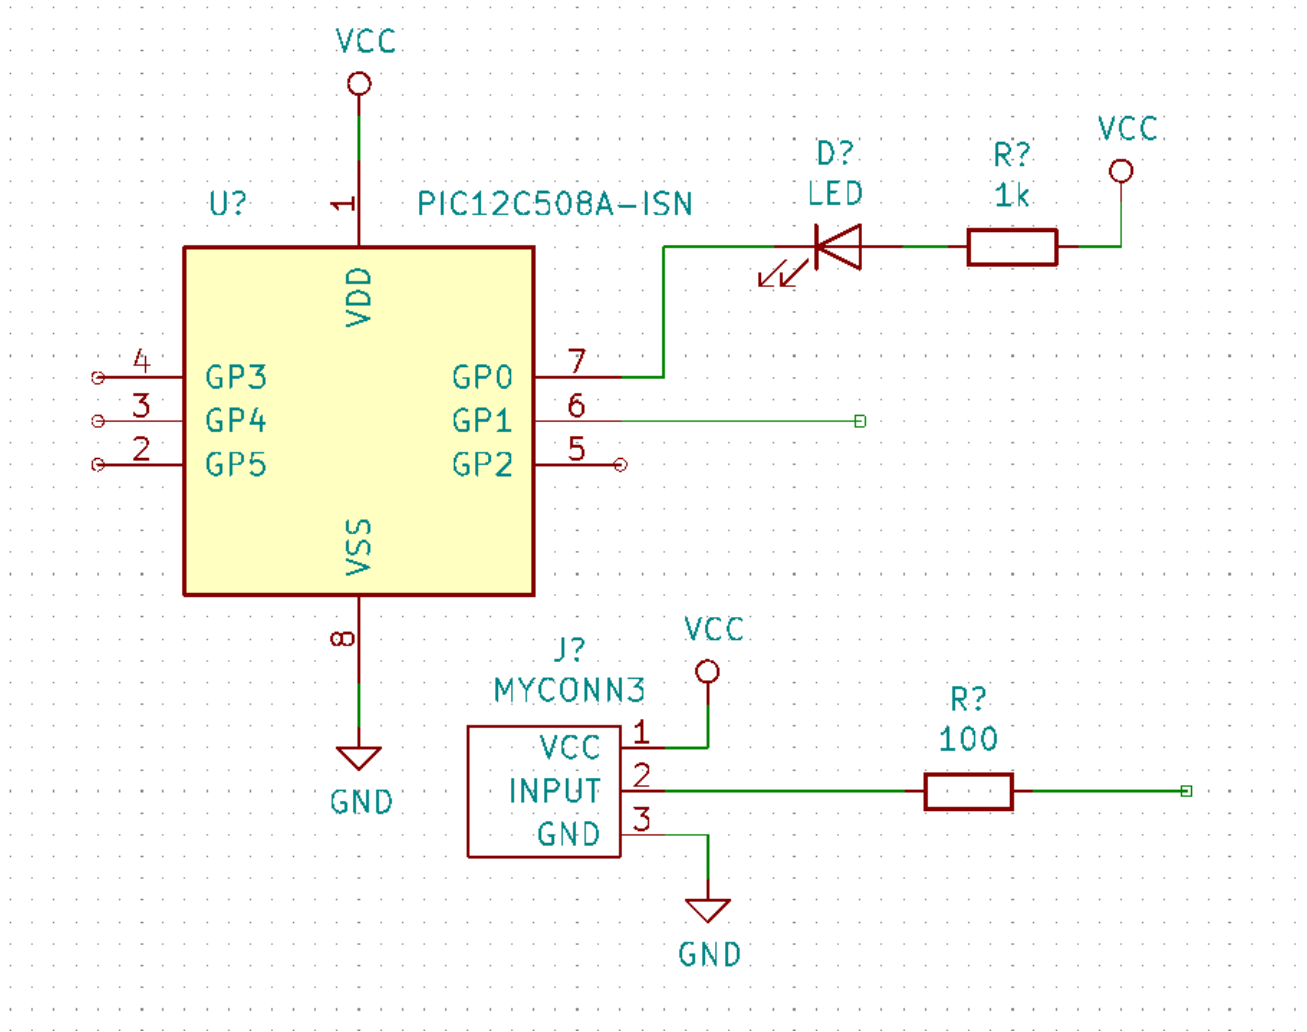 VCC
VCC
D?
R?
LED
1k
U?
1
PIC12C508A-ISN
VDD
4
GP3
GP0
7
3
GP4
GP1
6
2
GP5
GP2
5
VSS
8
GND
VCC
J?
MYCONN3
R?
100
VCC
1
INPUT
2
GND
3
GND